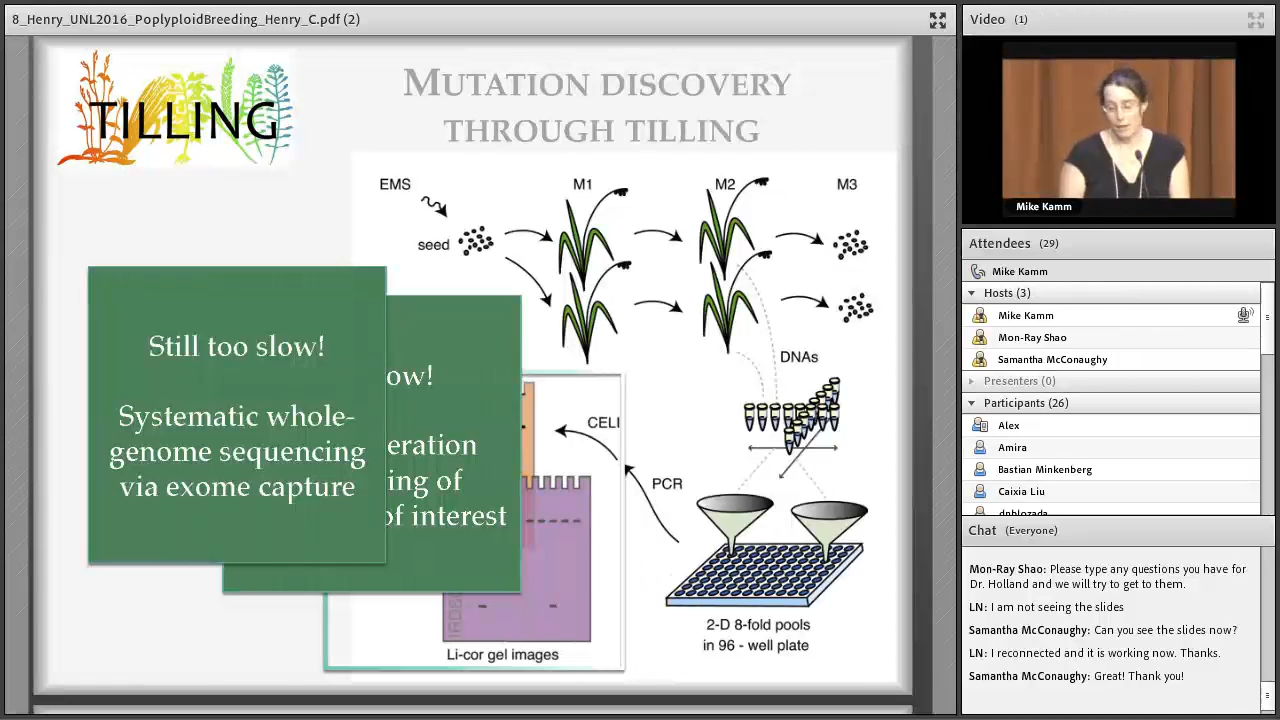 8_Henry_UNL2016_PoplyploidBreeding_Henry_C.pdf (2)
TILLING
MUTATION DISCOVERY
THROUGH TILLING
EMS
M1
M2
M3
seed
DNAs
CELI
PCR
Still too slow!
Systematic whole-
genome sequencing
via exome capture
ow!
eration
ing of
of interest
Li-cor gel images
2-D 8-fold pools
in 96 - well plate
Video (1)
Mike Kamm
Attendees (29)
Mike Kamm
Hosts (3)
Mike Kamm
Mon-Ray Shao
Samantha McConaughy
Presenters (0)
Participants (26)
Alex
Amira
Bastian Minkenberg
Caixia Liu
dnblozada
Chat (Everyone)
Mon-Ray Shao: Please type any questions you have for
Dr. Holland and we will try to get to them.
LN: I am not seeing the slides
Samantha McConaughy: Can you see the slides now?
LN: I reconnected and it is working now. Thanks.
Samantha McConaughy: Great! Thank you!